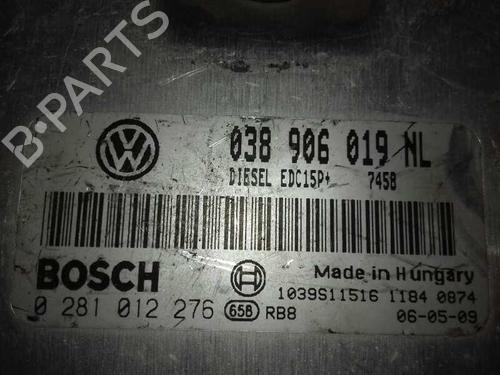 B-PARTS
038 906 019 NL
DIESEL EDC15P+ 7458
BOSCH
Made in Hungary
1039S11516 1184 0874
0 281 012 276 658 RB8 06-05-09